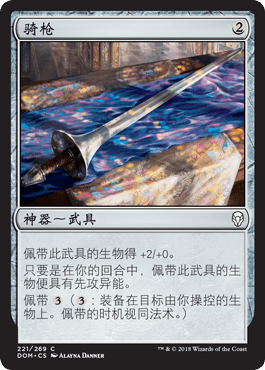 骑枪 2
神器～武具
佩带此武具的生物得 +2/+0。
只要是在你的回合中，佩带此武具的生
物便具有先攻异能。
佩带 3（3：装备在目标由你操控的生
物上。佩带的时机视同法术。）
221/269 C
DOM • CS ALAYNA DANNER
™ & © 2018 Wizards of the Coast